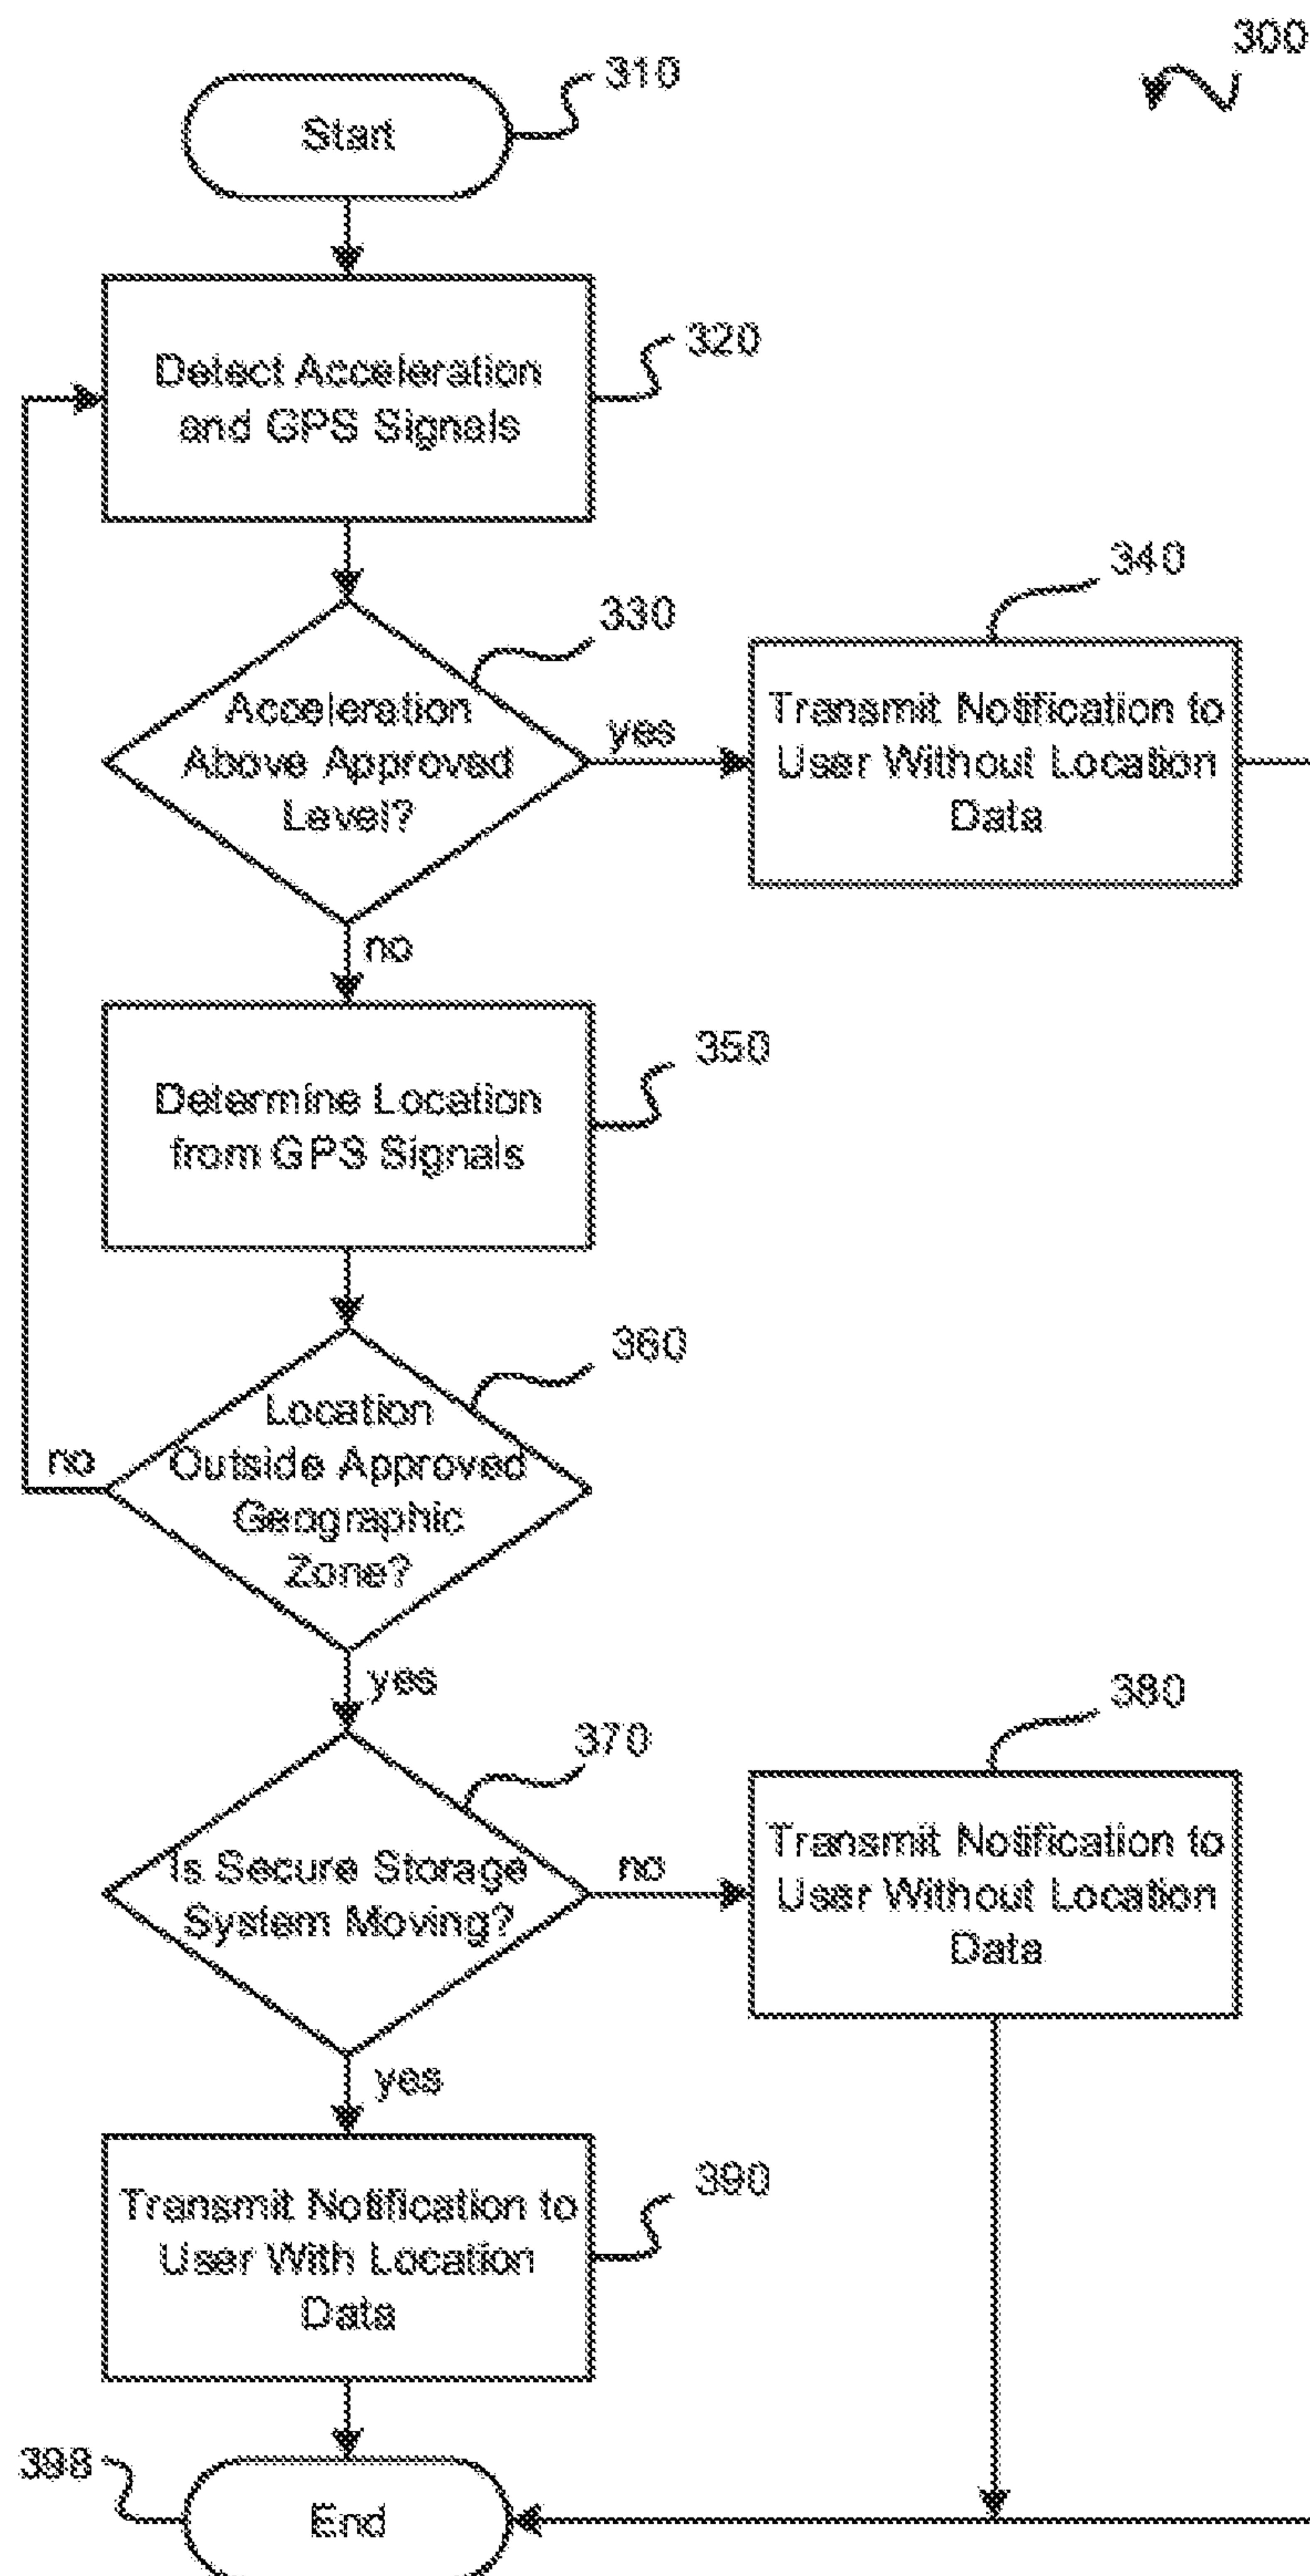 300
310
Start
320
Detect Acceleration
and GPS Signals
330
340
Acceleration
Above Approved
Level?
yes
Transmit Notification to
User Without Location
Data
no
350
Determine Location
from GPS Signals
360
Location
Outside Approved
Geographic
Zone?
no
yes
370
380
Is Secure Storage
System Moving?
no
Transmit Notification to
User Without Location
Data
yes
390
Transmit Notification to
User With Location
Data
398
End